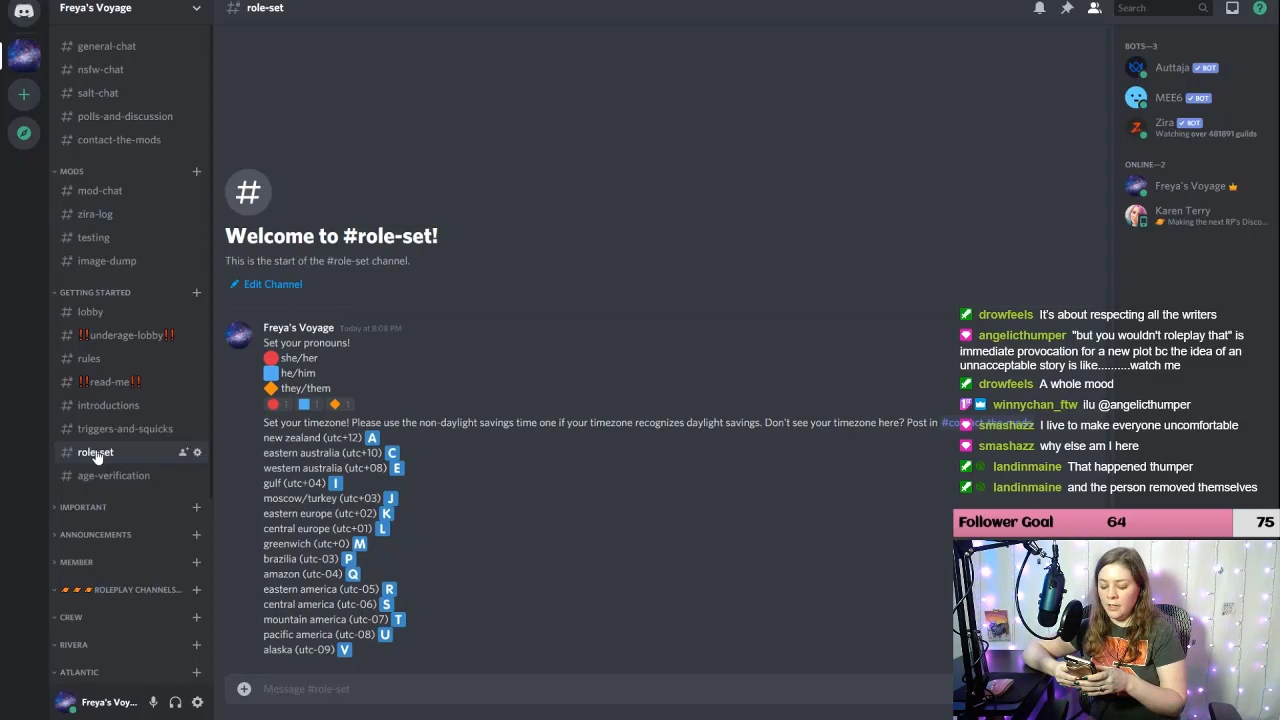 Freya's Voyage
general-chat
nsfw-chat
salt-chat
polls-and-discussion
contact-the-mods
MODS
mod-chat
zira-log
testing
image-dump
GETTING STARTED
lobby
‼underage-lobby‼
rules
‼read-me‼
introductions
triggers-and-squicks
role-set
age-verification
IMPORTANT
ANNOUNCEMENTS
MEMBER
ROLEPLAY CHANNELS...
CREW
RIVERA
ATLANTIC
Freya's Voy...
# role-set
Search
Welcome to #role-set!
This is the start of the #role-set channel.
Edit Channel
Freya's Voyage Today at 8:08 PM
Set your pronouns!
she/her
he/him
they/them
1 1 1
Set your timezone! Please use the non-daylight savings time one if your timezone recognizes daylight savings. Don't see your timezone here? Post in
new zealand (utc+12) A
eastern australia (utc+10) C
western australia (utc+08) E
gulf (utc+04) I
moscow/turkey (utc+03) J
eastern europe (utc+02) K
central europe (utc+01) L
greenwich (utc+0) M
brazilia (utc-03) P
amazon (utc-04) Q
eastern america (utc-05) R
central america (utc-06) S
mountain america (utc-07) T
pacific america (utc-08) U
alaska (utc-09) V
Message #role-set
BOTS—3
Auttaja BOT
MEE6 BOT
Zira BOT
Watching over 481891 guilds
ONLINE—2
Freya's Voyage
Karen Terry
Making the next RP's Disco...
drowfeels It's about respecting all the writers
angelicthumper "but you wouldn't roleplay that" is
immediate provocation for a new plot bc the idea of an
unacceptable story is like..........watch me
drowfeels A whole mood
winnychan_ftw ilu @angelicthumper
smashazz I live to make everyone uncomfortable
smashazz why else am I here
landinmaine That happened thumper
landinmaine and the person removed themselves
Follower Goal 64 75